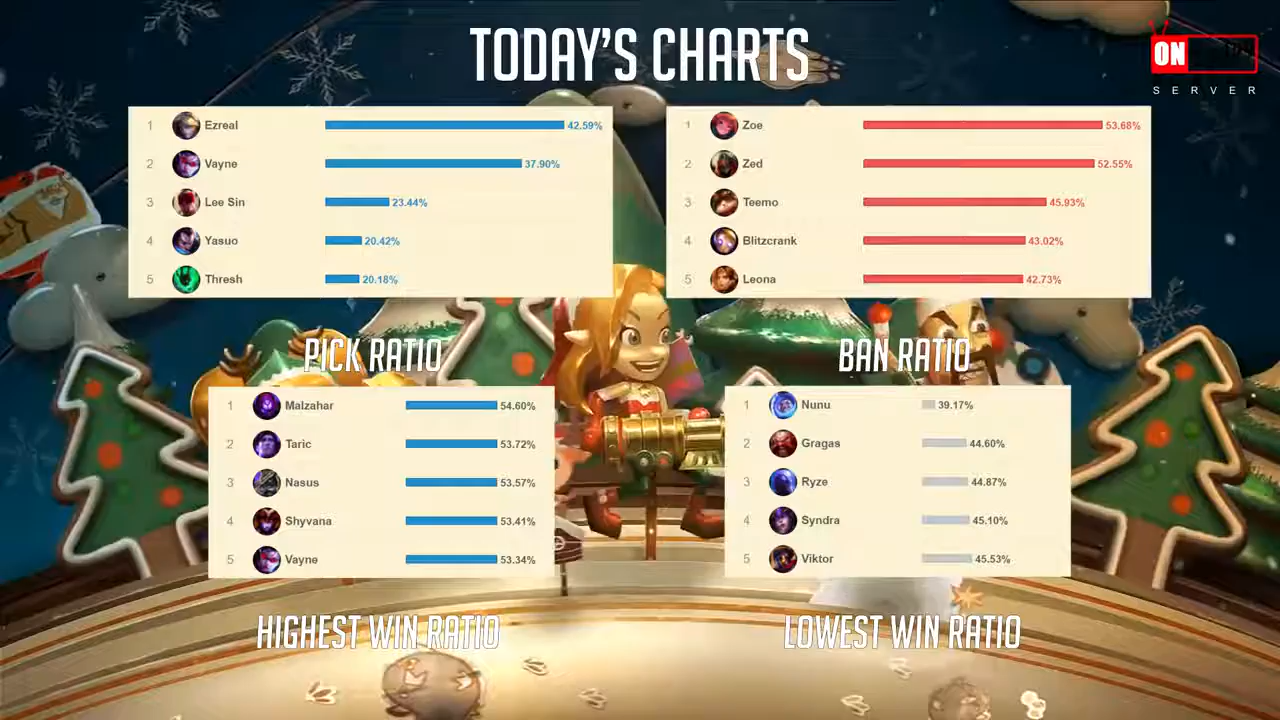 TODAY'S CHARTS
ON
SERVER
1 Ezreal 42.59%
2 Vayne 37.90%
3 Lee Sin 23.44%
4 Yasuo 20.42%
5 Thresh 20.18%
1 Zoe 53.68%
2 Zed 52.55%
3 Teemo 45.93%
4 Blitzcrank 43.02%
5 Leona 42.73%
PICK RATIO
BAN RATIO
1 Malzahar 54.60%
2 Taric 53.72%
3 Nasus 53.57%
4 Shyvana 53.41%
5 Vayne 53.34%
1 Nunu 39.17%
2 Gragas 44.60%
3 Ryze 44.87%
4 Syndra 45.10%
5 Viktor 45.53%
HIGHEST WIN RATIO
LOWEST WIN RATIO